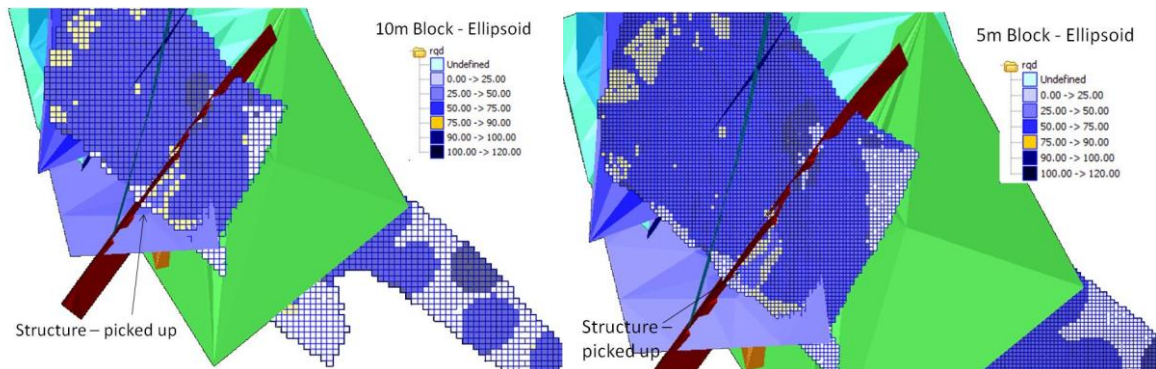 10m Block - Ellipsoid
rqd
Undefined
0.00 -> 25.00
25.00 -> 50.00
50.00 -> 75.00
75.00 -> 90.00
90.00 -> 100.00
100.00 -> 120.00
Structure – picked up
5m Block - Ellipsoid
rqd
Undefined
0.00 -> 25.00
25.00 -> 50.00
50.00 -> 75.00
75.00 -> 90.00
90.00 -> 100.00
100.00 -> 120.00
Structure –
picked up